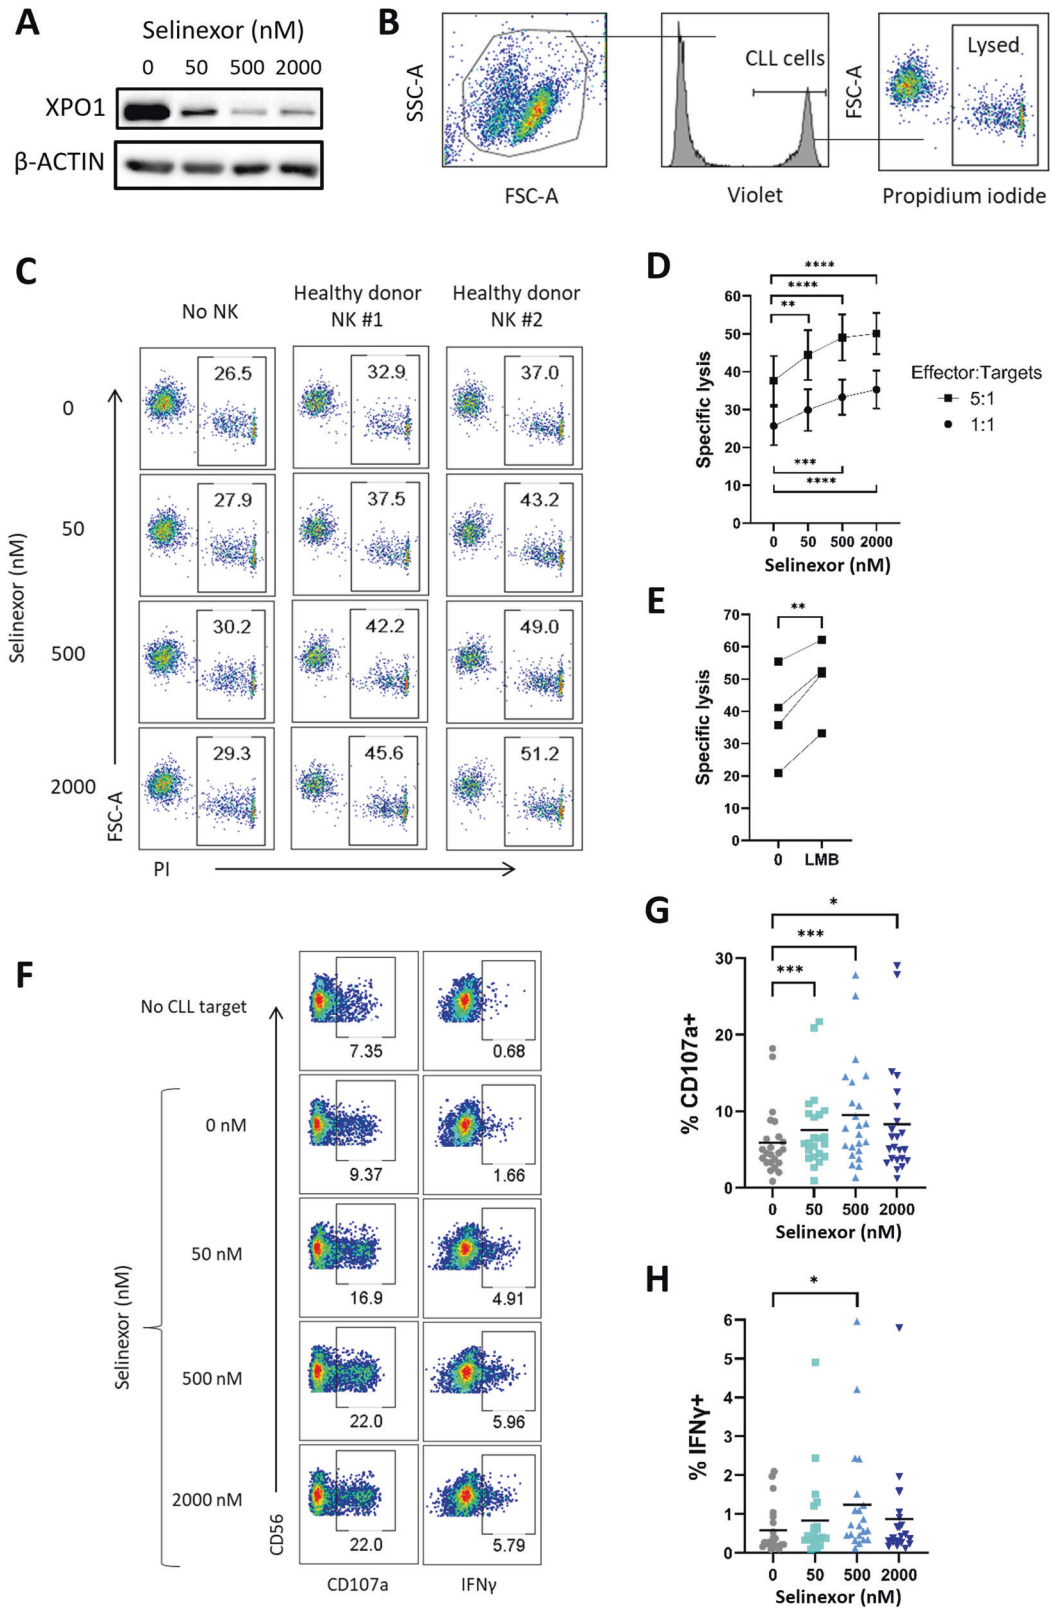 A
Selinexor (nM)
0 50 500 2000
XPO1
β-ACTIN
B
SSC-A
FSC-A
CLL cells
Violet
FSC-A
Lysed
Propidium iodide
C
No NK
Healthy donor
NK #1
Healthy donor
NK #2
Selinexor (nM)
0
26.5 32.9 37.0
50
27.9 37.5 43.2
500
30.2 42.2 49.0
2000
29.3 45.6 51.2
FSC-A
PI
D
****
****
**
Specific lysis
60
50
40
30
20
10
0
***
****
0 50 500 2000
Selinexor (nM)
Effector:Targets
5:1
1:1
E
**
Specific lysis
70
60
50
40
30
20
10
0
0 LMB
F
No CLL target
7.35 0.68
Selinexor (nM)
0 nM
9.37 1.66
50 nM
16.9 4.91
500 nM
22.0 5.96
2000 nM
22.0 5.79
CD56
CD107a IFNγ
G
*
***
***
% CD107a+
30
20
10
0
0 50 500 2000
Selinexor (nM)
H
*
% IFNγ+
6
5
4
3
2
1
0
0 50 500 2000
Selinexor (nM)